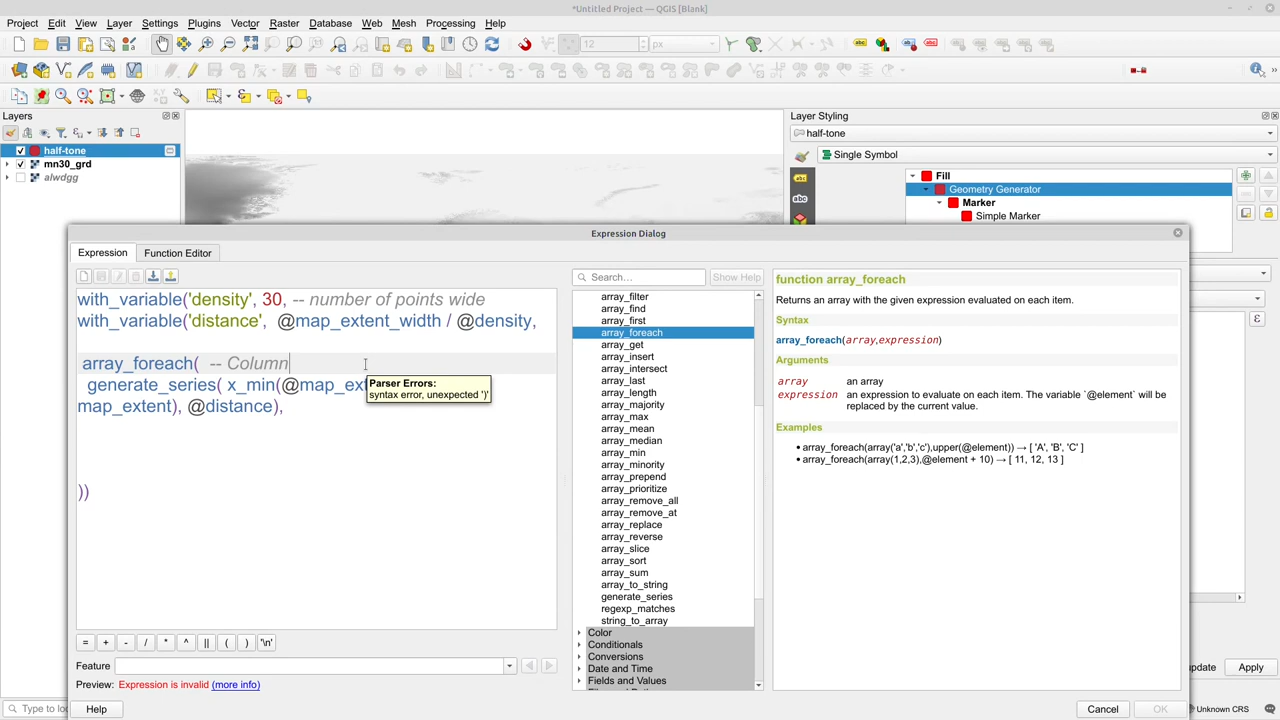 *Untitled Project — QGIS [Blank]
Project Edit View Layer Settings Plugins Vector Raster Database Web Mesh Processing Help
12 px
Layers
half-tone
mn30_grd
alwdgg
Layer Styling
half-tone
Single Symbol
Fill
Geometry Generator
Marker
Simple Marker
Expression Dialog
Expression Function Editor
with_variable('density', 30, -- number of points wide
with_variable('distance', @map_extent_width / @density,
array_foreach( -- Column
generate_series( x_min(@map_ext
map_extent), @distance),
))
Parser Errors:
syntax error, unexpected ')'
= + - / * ^ || ( ) '\n'
Feature
Preview: Expression is invalid (more info)
Help
Search…
Show Help
array_filter
array_find
array_first
array_foreach
array_get
array_insert
array_intersect
array_last
array_length
array_majority
array_max
array_mean
array_median
array_min
array_minority
array_prepend
array_prioritize
array_remove_all
array_remove_at
array_replace
array_reverse
array_slice
array_sort
array_sum
array_to_string
generate_series
regexp_matches
string_to_array
Color
Conditionals
Conversions
Date and Time
Fields and Values
function array_foreach
Returns an array with the given expression evaluated on each item.
Syntax
array_foreach(array,expression)
Arguments
array an array
expression an expression to evaluate on each item. The variable `@element` will be
replaced by the current value.
Examples
• array_foreach(array('a','b','c'),upper(@element)) → [ 'A', 'B', 'C' ]
• array_foreach(array(1,2,3),@element + 10) → [ 11, 12, 13 ]
Cancel OK
update Apply
Type to lo
Unknown CRS